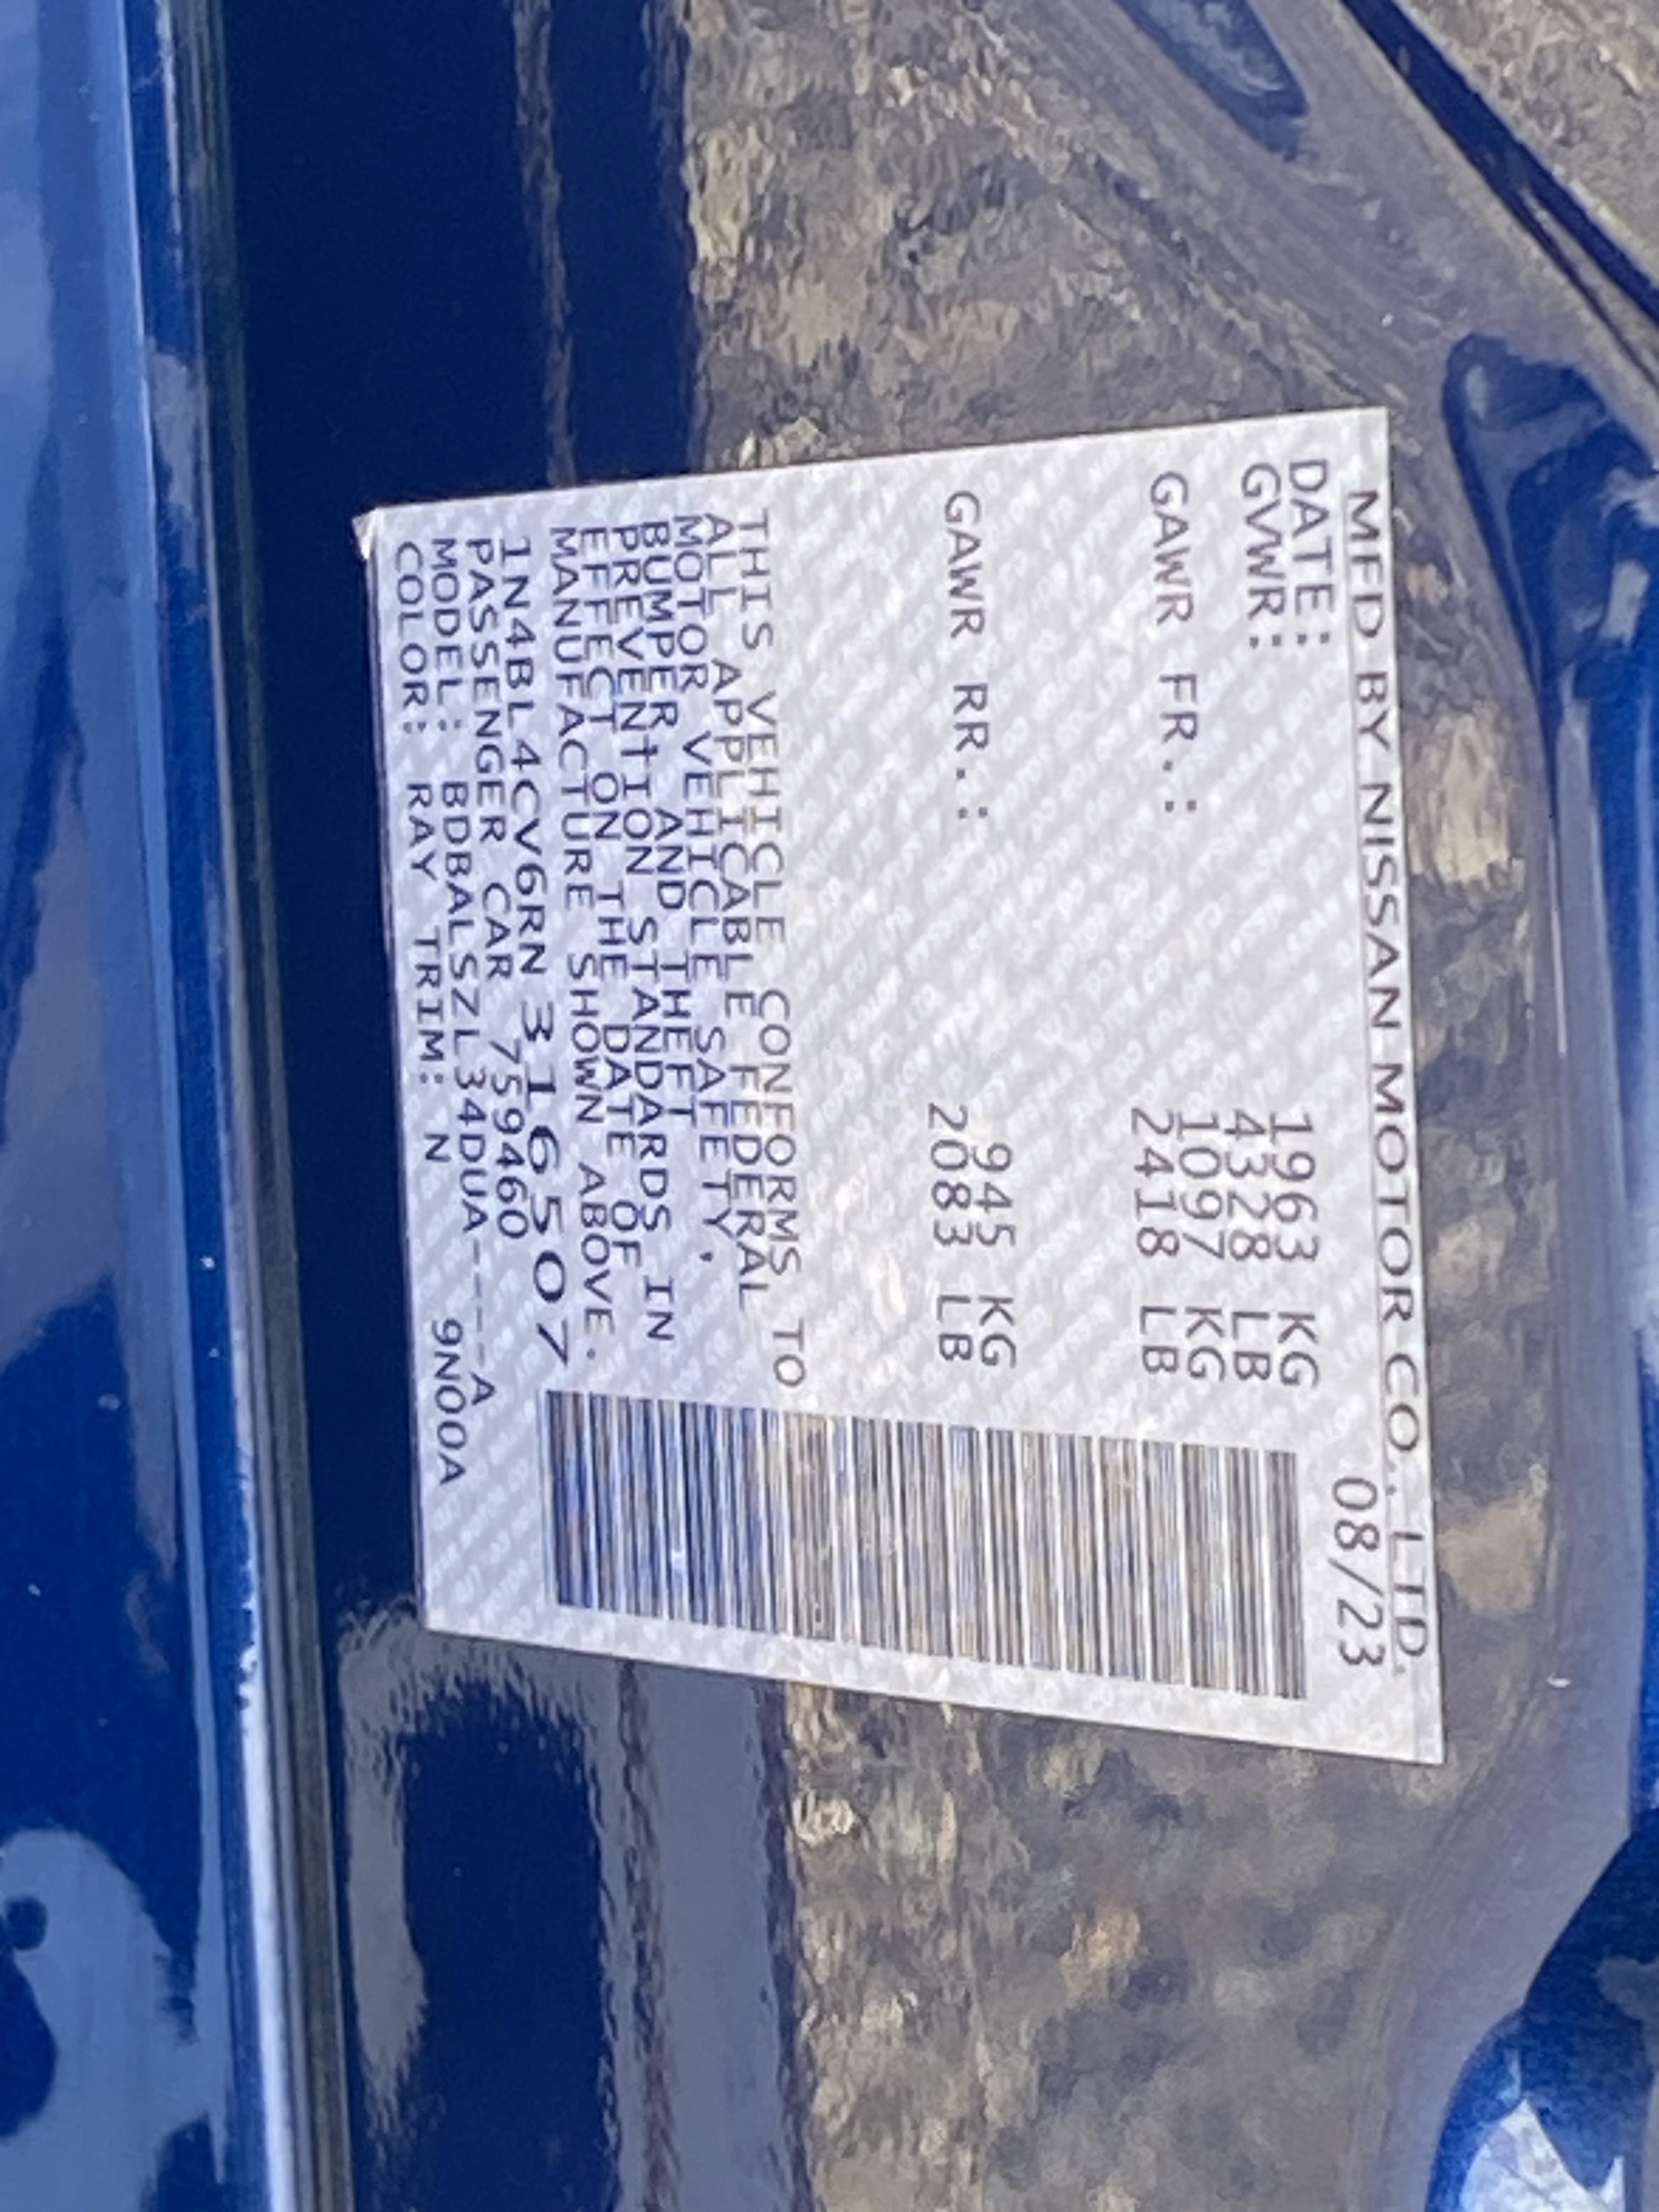 MFD BY NISSAN MOTOR CO., LTD.
DATE: 08/23
GVWR: 1963 KG
4328 LB
GAWR FR.: 1097 KG
2418 LB
GAWR RR.: 945 KG
2083 LB
THIS VEHICLE CONFORMS TO
ALL APPLICABLE FEDERAL
MOTOR VEHICLE SAFETY,
BUMPER AND THEFT
PREVENTION STANDARDS IN
EFFECT ON THE DATE OF
MANUFACTURE SHOWN ABOVE.
1N4BL4CV6RN316507
PASSENGER CAR 759460
MODEL: BDBALSZL34DUA----A
COLOR: RAY TRIM: N 9N00A